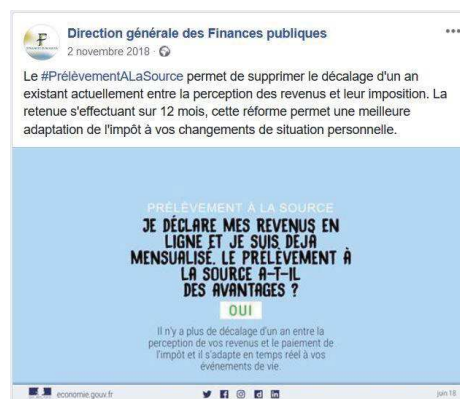 Direction générale des Finances publiques
2 novembre 2018
Le #PrélèvementALaSource permet de supprimer le décalage d'un an
existant actuellement entre la perception des revenus et leur imposition. La
retenue s'effectuant sur 12 mois, cette réforme permet une meilleure
adaptation de l'impôt à vos changements de situation personnelle.
PRÉLÈVEMENT À LA SOURCE
JE DÉCLARE MES REVENUS EN
LIGNE ET JE SUIS DÉJÀ
MENSUALISÉ. LE PRÉLÈVEMENT À
LA SOURCE A-T-IL
DES AVANTAGES ?
OUI
Il n'y a plus de décalage d'un an entre la
perception de vos revenus et le paiement de
l'impôt et il s'adapte en temps réel à vos
événements de vie.
economie.gouv.fr
juin 18